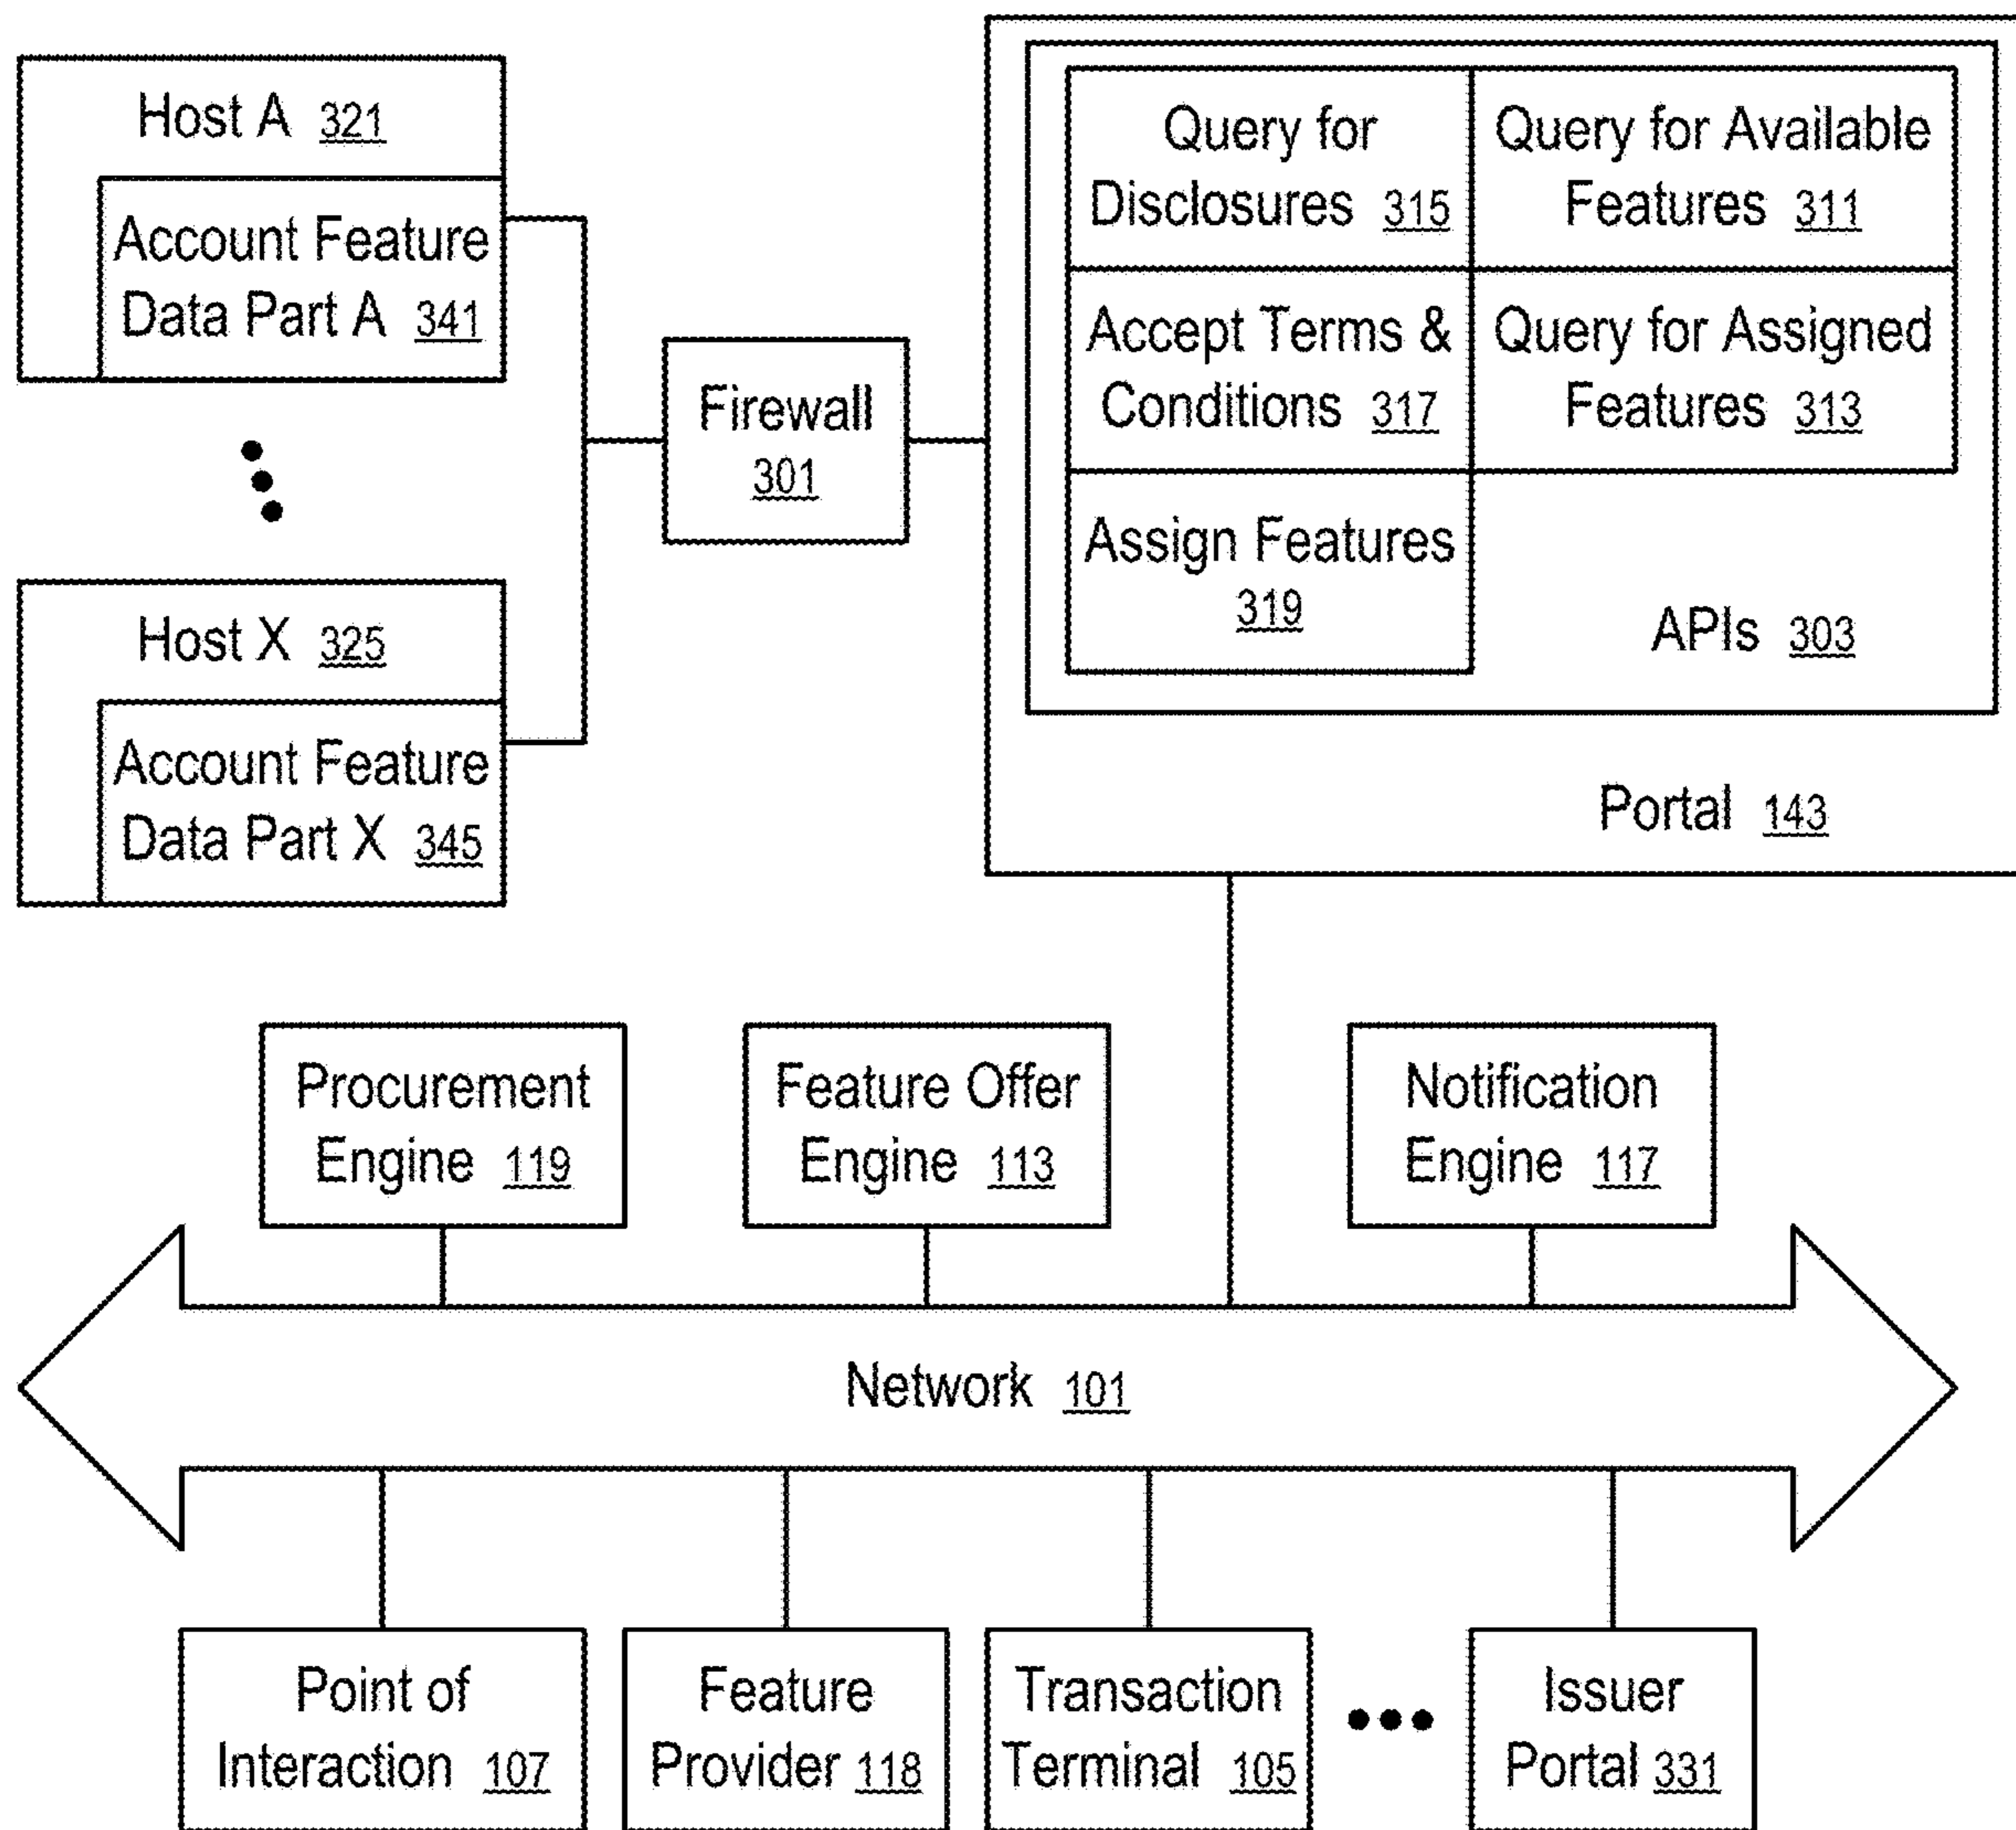 Host A 321
Account Feature
Data Part A 341
Host X 325
Account Feature
Data Part X 345
Firewall
301
Query for
Disclosures 315
Query for Available
Features 311
Accept Terms &
Conditions 317
Query for Assigned
Features 313
Assign Features
319
APIs 303
Portal 143
Procurement
Engine 119
Feature Offer
Engine 113
Notification
Engine 117
Network 101
Point of
Interaction 107
Feature
Provider 118
Transaction
Terminal 105
Issuer
Portal 331